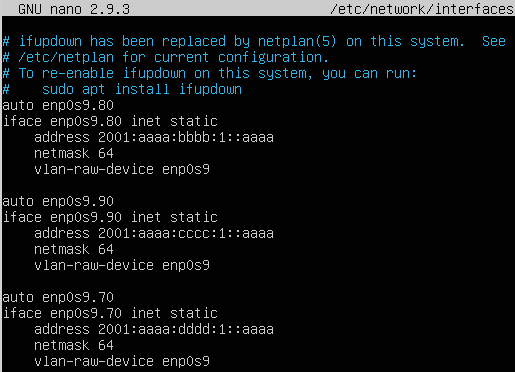 GNU nano 2.9.3 /etc/network/interfaces
# ifupdown has been replaced by netplan(5) on this system.  See
# /etc/netplan for current configuration.
# To re-enable ifupdown on this system, you can run:
#    sudo apt install ifupdown
auto enp0s9.80
iface enp0s9.80 inet static
    address 2001:aaaa:bbbb:1::aaaa
    netmask 64
    vlan-raw-device enp0s9
auto enp0s9.90
iface enp0s9.90 inet static
    address 2001:aaaa:cccc:1::aaaa
    netmask 64
    vlan-raw-device enp0s9
auto enp0s9.70
iface enp0s9.70 inet static
    address 2001:aaaa:dddd:1::aaaa
    netmask 64
    vlan-raw-device enp0s9